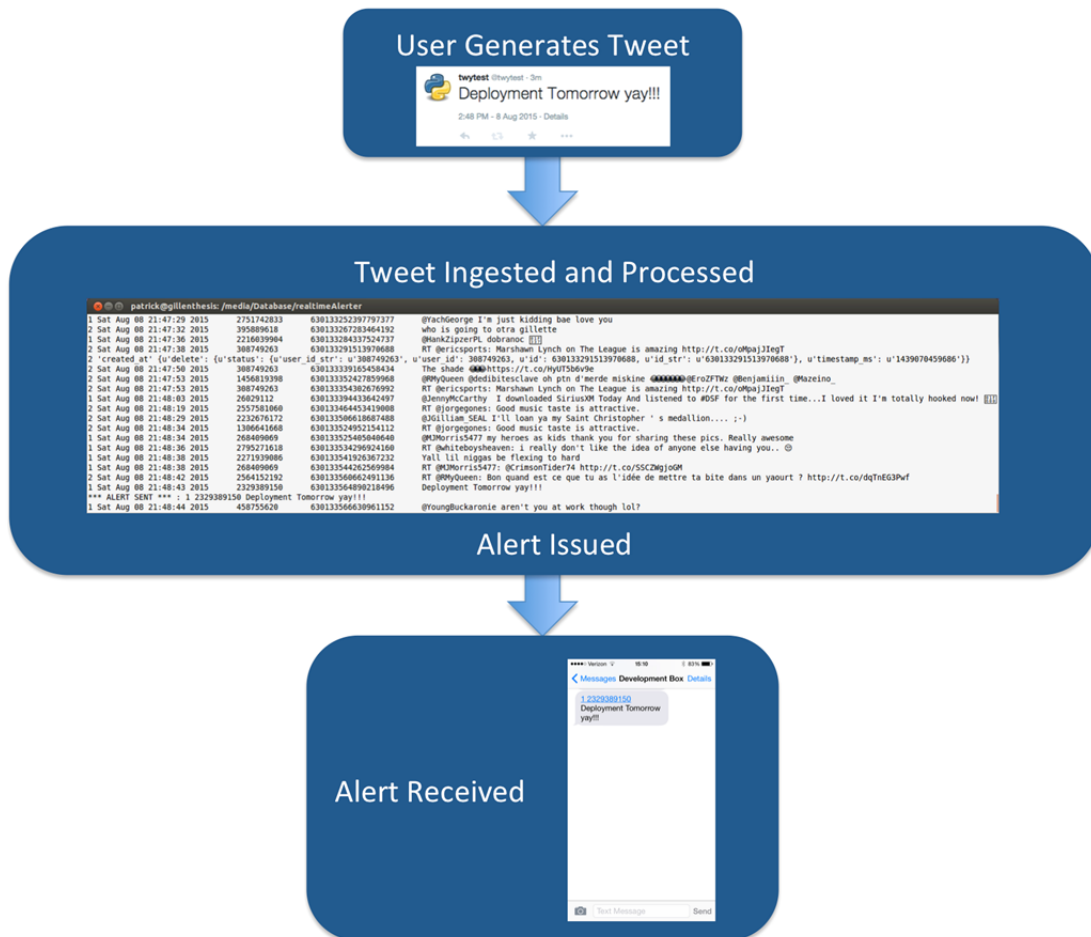 User Generates Tweet
twytest @twytest · 3m
Deployment Tomorrow yay!!!
2:48 PM - 8 Aug 2015 · Details
Tweet Ingested and Processed
patrick@gillenthesis: /media/Database/realtimeAlerter
1 Sat Aug 08 21:47:29 2015 2751742833 630133252397797377 @YachGeorge I'm just kidding bae love you
2 Sat Aug 08 21:47:32 2015 395889618 630133267283464192 who is going to otra gillette
1 Sat Aug 08 21:47:36 2015 2216039904 630133284337524737 @HankZipzerPL dobranoc
2 Sat Aug 08 21:47:38 2015 308749263 630133291513970688 RT @ericsports: Marshawn Lynch on The League is amazing http://t.co/oMpajJIegT
2 'created_at' {u'delete': {u'status': {u'user_id_str': u'308749263', u'user_id': 308749263, u'id': 630133291513970688, u'id_str': u'630133291513970688'}, u'timestamp_ms': u'1439070459686'}}
2 Sat Aug 08 21:47:50 2015 308749263 630133339165458434 The shade https://t.co/HyUT5b6v9e
2 Sat Aug 08 21:47:53 2015 1456819398 630133352427859968 @RMyQueen @dedibitesclave oh ptn d'merde miskine @EroZFTWz @Benjamiiin_ @Mazeino_
2 Sat Aug 08 21:47:53 2015 308749263 630133354302676992 RT @ericsports: Marshawn Lynch on The League is amazing http://t.co/oMpajJIegT
1 Sat Aug 08 21:48:03 2015 26029112 630133394433642497 @JennyMcCarthy I downloaded SiriusXM Today And listened to #DSF for the first time...I loved it I'm totally hooked now!
2 Sat Aug 08 21:48:19 2015 2557581060 630133464453419008 RT @jorgegones: Good music taste is attractive.
1 Sat Aug 08 21:48:29 2015 2232676172 630133506618687488 @JGilliam_SEAL I'll loan ya my Saint Christopher ' s medallion.... ;-)
2 Sat Aug 08 21:48:34 2015 1306641668 630133524952154112 RT @jorgegones: Good music taste is attractive.
1 Sat Aug 08 21:48:34 2015 268409069 630133525405040640 @MJMorris5477 my heroes as kids thank you for sharing these pics. Really awesome
2 Sat Aug 08 21:48:36 2015 2795271618 630133534296924160 RT @whiteboysheaven: i really don't like the idea of anyone else having you.. 😔
1 Sat Aug 08 21:48:38 2015 2271939086 630133541926367232 Yall lil niggas be flexing to hard
1 Sat Aug 08 21:48:38 2015 268409069 630133544262569984 RT @MJMorris5477: @CrimsonTider74 http://t.co/SSCZWgjoGM
2 Sat Aug 08 21:48:42 2015 2564152192 630133560662491136 RT @RMyQueen: Bon quand est ce que tu as l'idée de mettre ta bite dans un yaourt ? http://t.co/dqTnEG3Pwf
1 Sat Aug 08 21:48:43 2015 2329389150 630133564890218496 Deployment Tomorrow yay!!!
*** ALERT SENT *** : 1 2329389150 Deployment Tomorrow yay!!!
1 Sat Aug 08 21:48:44 2015 458755620 630133566630961152 @YoungBuckaronie aren't you at work though lol?
Alert Issued
Alert Received
Verizon 83%
Messages Development Box Details
1 2329389150
Deployment Tomorrow
yay!!!
Text Message Send